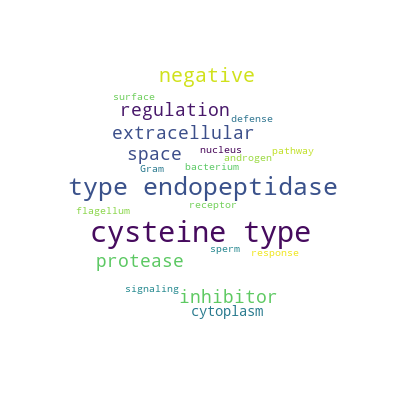 negative
surface
regulation
defense
extracellular
nucleus
pathway
space
androgen
Gram
bacterium
type endopeptidase
receptor
flagellum
cysteine type
sperm
response
protease
signaling
inhibitor
cytoplasm